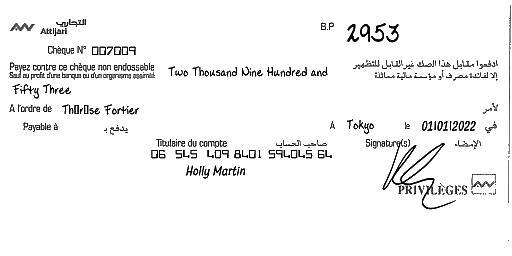 التجاري
Attijari
B.P 2953
Chèque N° 007009
Payez contre ce chèque non endossable
Sauf au profit d'une banque ou d'un organisme assimilé
Two Thousand Nine Hundred and
ادفعوا مقابل هذا الصك غير القابل للتظهير
إلا لفائدة مصرف أو مؤسسة مالية مماثلة
Fifty Three
A l'ordre de Th□r□se Fortier
لأمر
Payable à يدفع بـ
A Tokyo le 01/01/2022 في
Titulaire du compte صاحب الحساب
Signature(s) الإمضاء
06 545 409 8401 594045 64
Holly Martin
PRIVILÈGES